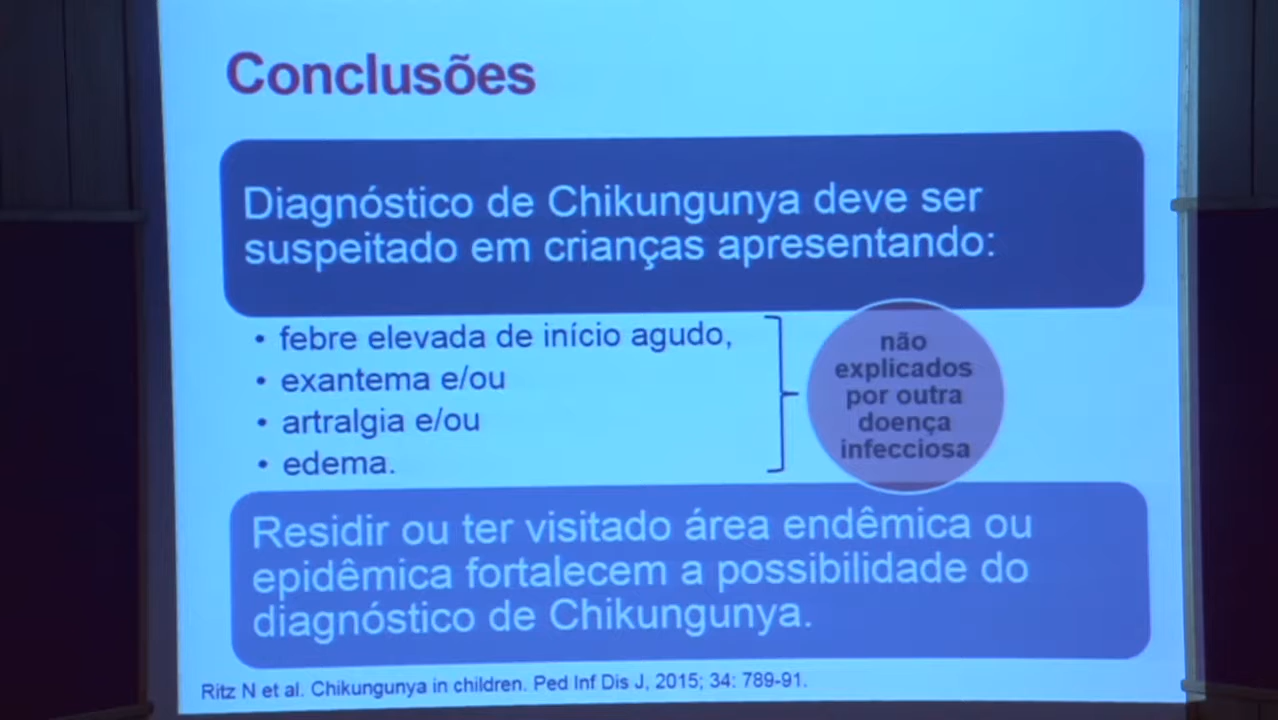 Conclusões
Diagnóstico de Chikungunya deve ser
suspeitado em crianças apresentando:
• febre elevada de início agudo,
• exantema e/ou
• artralgia e/ou
• edema.
não
explicados
por outra
doença
infecciosa
Residir ou ter visitado área endêmica ou
epidêmica fortalecem a possibilidade do
diagnóstico de Chikungunya.
Ritz N et al. Chikungunya in children. Ped Inf Dis J, 2015; 34: 789-91.